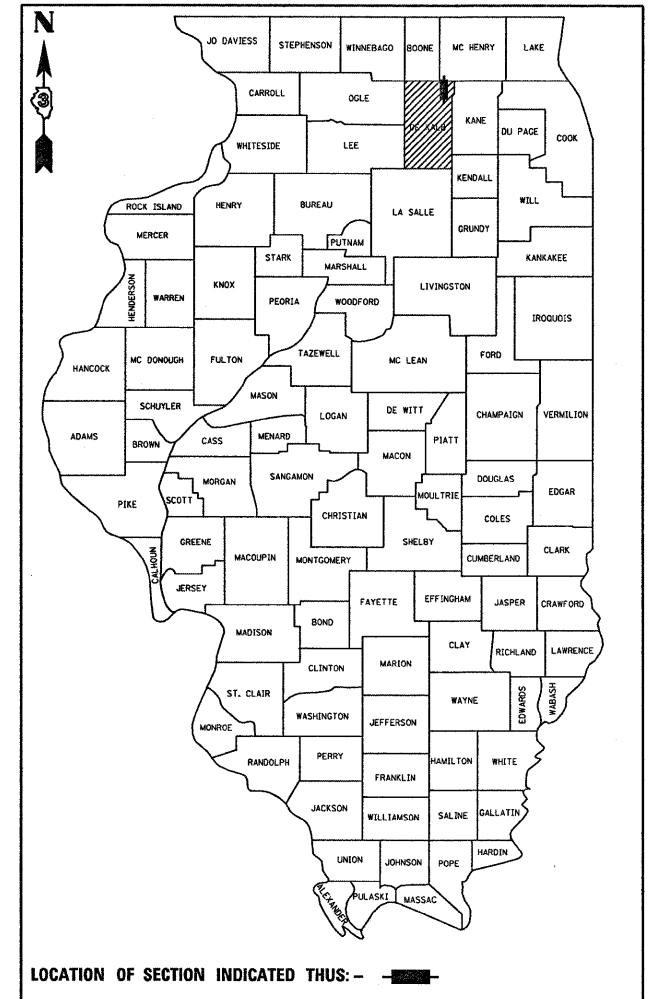 N
JO DAVIESS STEPHENSON WINNEBAGO BOONE MC HENRY LAKE
CARROLL OGLE DE KALB KANE DU PAGE COOK
WHITESIDE LEE
KENDALL
ROCK ISLAND HENRY BUREAU LA SALLE GRUNDY WILL
MERCER PUTNAM
STARK MARSHALL KANKAKEE
HENDERSON WARREN KNOX PEORIA WOODFORD LIVINGSTON IROQUOIS
HANCOCK MC DONOUGH FULTON TAZEWELL MC LEAN FORD
MASON
SCHUYLER LOGAN DE WITT CHAMPAIGN VERMILION
ADAMS BROWN CASS MENARD MACON PIATT
MORGAN SANGAMON DOUGLAS
PIKE SCOTT CHRISTIAN MOULTRIE COLES EDGAR
GREENE MACOUPIN MONTGOMERY SHELBY CUMBERLAND CLARK
CALHOUN JERSEY
FAYETTE EFFINGHAM JASPER CRAWFORD
MADISON BOND
CLINTON MARION CLAY RICHLAND LAWRENCE
ST. CLAIR WAYNE EDWARDS WABASH
MONROE WASHINGTON JEFFERSON
RANDOLPH PERRY HAMILTON WHITE
FRANKLIN
JACKSON WILLIAMSON SALINE GALLATIN
UNION JOHNSON POPE HARDIN
ALEXANDER PULASKI MASSAC
LOCATION OF SECTION INDICATED THUS: –